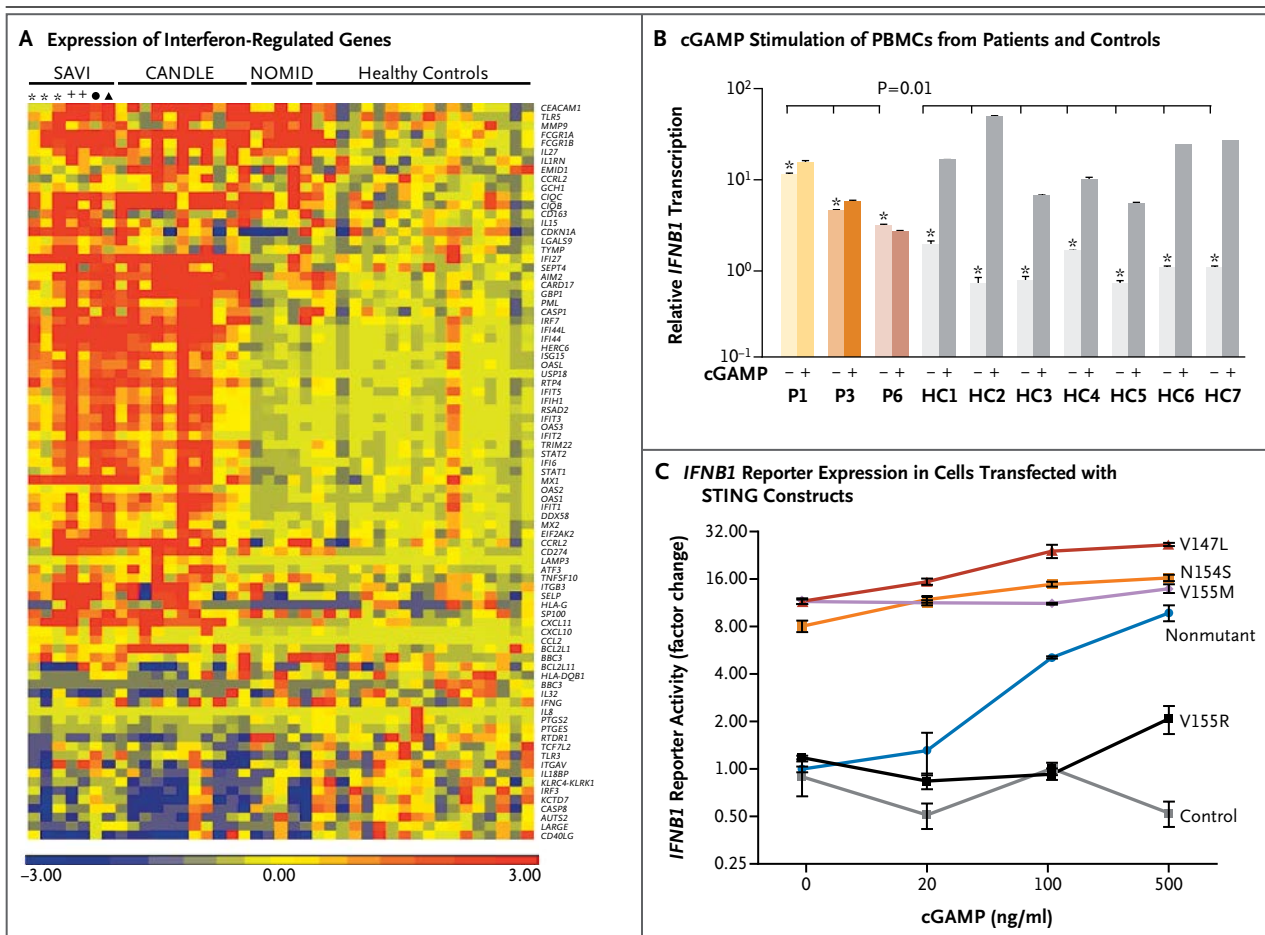 A Expression of Interferon-Regulated Genes
SAVI CANDLE NOMID Healthy Controls
* * * + + ● ▲
CEACAM1
TLR5
MMP9
FCGR1A
FCGR1B
IL27
IL1RN
EMID1
CCRL2
GCH1
CIQC
CIQB
CD163
IL15
CDKN1A
LGALS9
TYMP
IFI27
SEPT4
AIM2
CARD17
GBP1
PML
CASP1
IRF7
IFI44L
IFI44
HERC6
ISG15
OASL
USP18
RTP4
IFIT5
IFIH1
RSAD2
IFIT3
OAS3
IFIT2
TRIM22
STAT2
IFI6
STAT1
MX1
OAS2
OAS1
IFIT1
DDX58
MX2
EIF2AK2
CCRL2
CD274
LAMP3
ATF3
TNFSF10
ITGB3
SELP
HLA-G
SP100
CXCL11
CXCL10
CCL2
BCL2L1
BBC3
BCL2L11
HLA-DQB1
BBC3
IL32
IFNG
IL8
PTGS2
PTGES
RTDR1
TCF7L2
TLR3
ITGAV
IL18BP
KLRC4-KLRK1
IRF3
KCTD7
CASP8
AUTS2
LARGE
CD40LG
−3.00 0.00 3.00
B cGAMP Stimulation of PBMCs from Patients and Controls
Relative IFNB1 Transcription
10²
10¹
10⁰
10⁻¹
P=0.01
* * * * * * * * * *
cGAMP − + − + − + − + − + − + − + − + − + − +
P1 P3 P6 HC1 HC2 HC3 HC4 HC5 HC6 HC7
C IFNB1 Reporter Expression in Cells Transfected with
STING Constructs
IFNB1 Reporter Activity (factor change)
32.00
16.00
8.00
4.00
2.00
1.00
0.50
0.25
V147L
N154S
V155M
Nonmutant
V155R
Control
0 20 100 500
cGAMP (ng/ml)